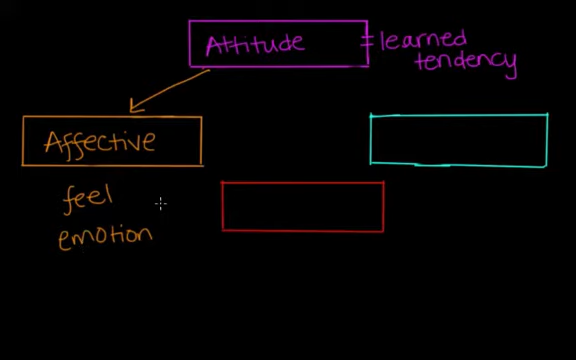 Attitude = learned
tendency
Affective
feel
emotion